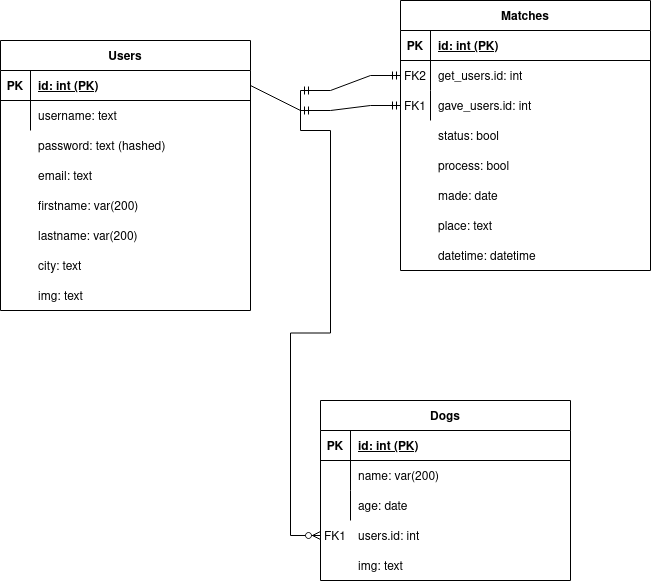 Users
PK id: int (PK)
username: text
password: text (hashed)
email: text
firstname: var(200)
lastname: var(200)
city: text
img: text
Matches
PK id: int (PK)
FK2 get_users.id: int
FK1 gave_users.id: int
status: bool
process: bool
made: date
place: text
datetime: datetime
Dogs
PK id: int (PK)
name: var(200)
age: date
FK1 users.id: int
img: text